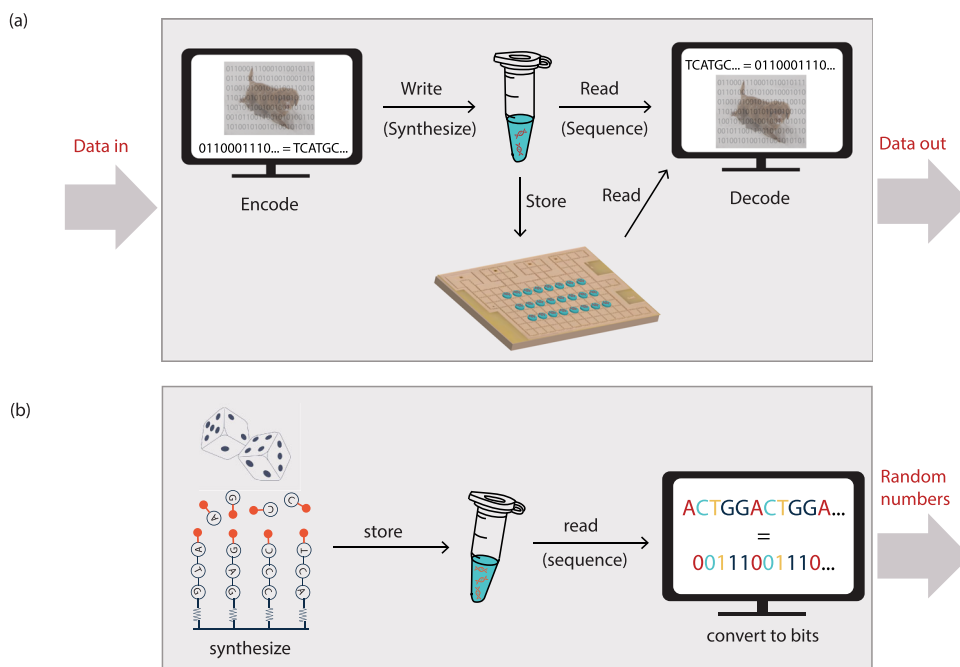 (a)
Data in
0110001110... = TCATGC...
Encode
Write
(Synthesize)
Read
(Sequence)
Store
Read
TCATGC... = 0110001110...
Decode
Data out
(b)
G
A
C
C
A
G
C
T
T
A
C
C
G
G
C
A
synthesize
store
read
(sequence)
ACTGGACTGGA...
=
00111001110...
convert to bits
Random
numbers